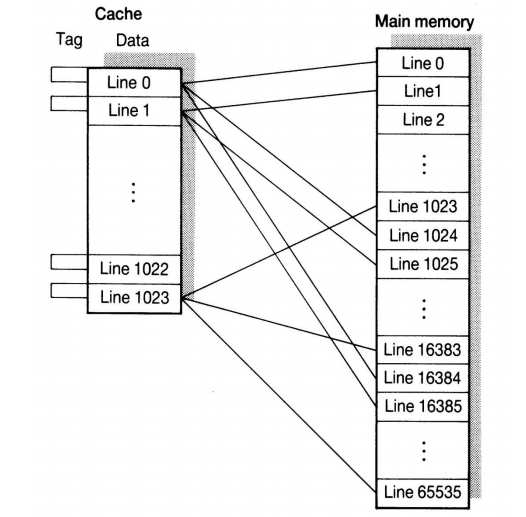 Cache
Tag Data
Line 0
Line 1
⋮
Line 1022
Line 1023
Main memory
Line 0
Line1
Line 2
⋮
Line 1023
Line 1024
Line 1025
⋮
Line 16383
Line 16384
Line 16385
⋮
Line 65535